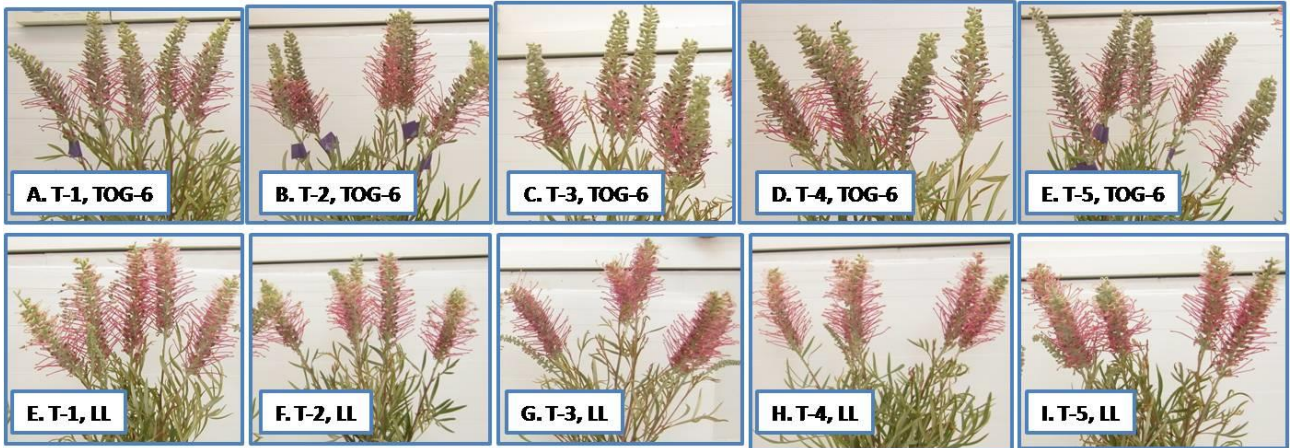 A. T-1, TOG-6
B. T-2, TOG-6
C. T-3, TOG-6
D. T-4, TOG-6
E. T-5, TOG-6
E. T-1, LL
F. T-2, LL
G. T-3, LL
H. T-4, LL
I. T-5, LL